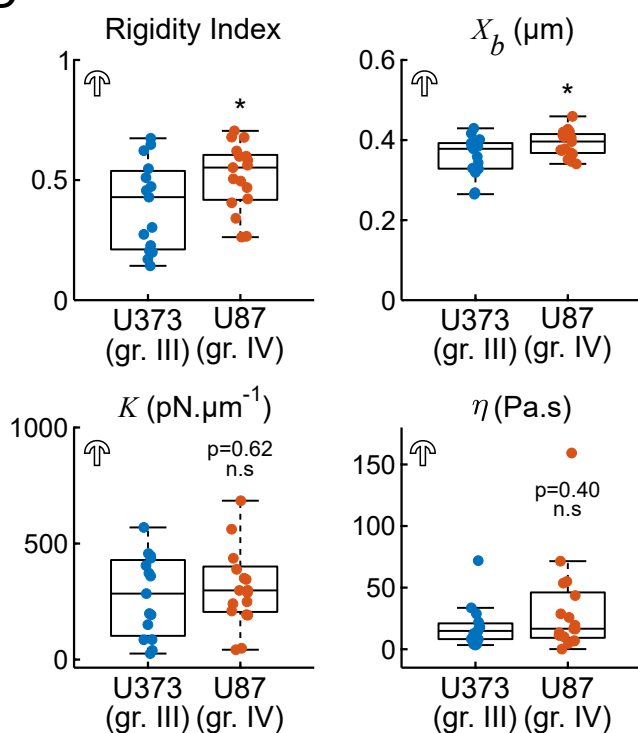 Rigidity Index
1
0.5
0
*
U373
(gr. III)
U87
(gr. IV)
X_b (µm)
0.6
0.4
0.2
0
*
U373
(gr. III)
U87
(gr. IV)
K (pN.µm⁻¹)
1000
500
0
p=0.62
n.s
U373
(gr. III)
U87
(gr. IV)
η (Pa.s)
150
100
50
0
p=0.40
n.s
U373
(gr. III)
U87
(gr. IV)